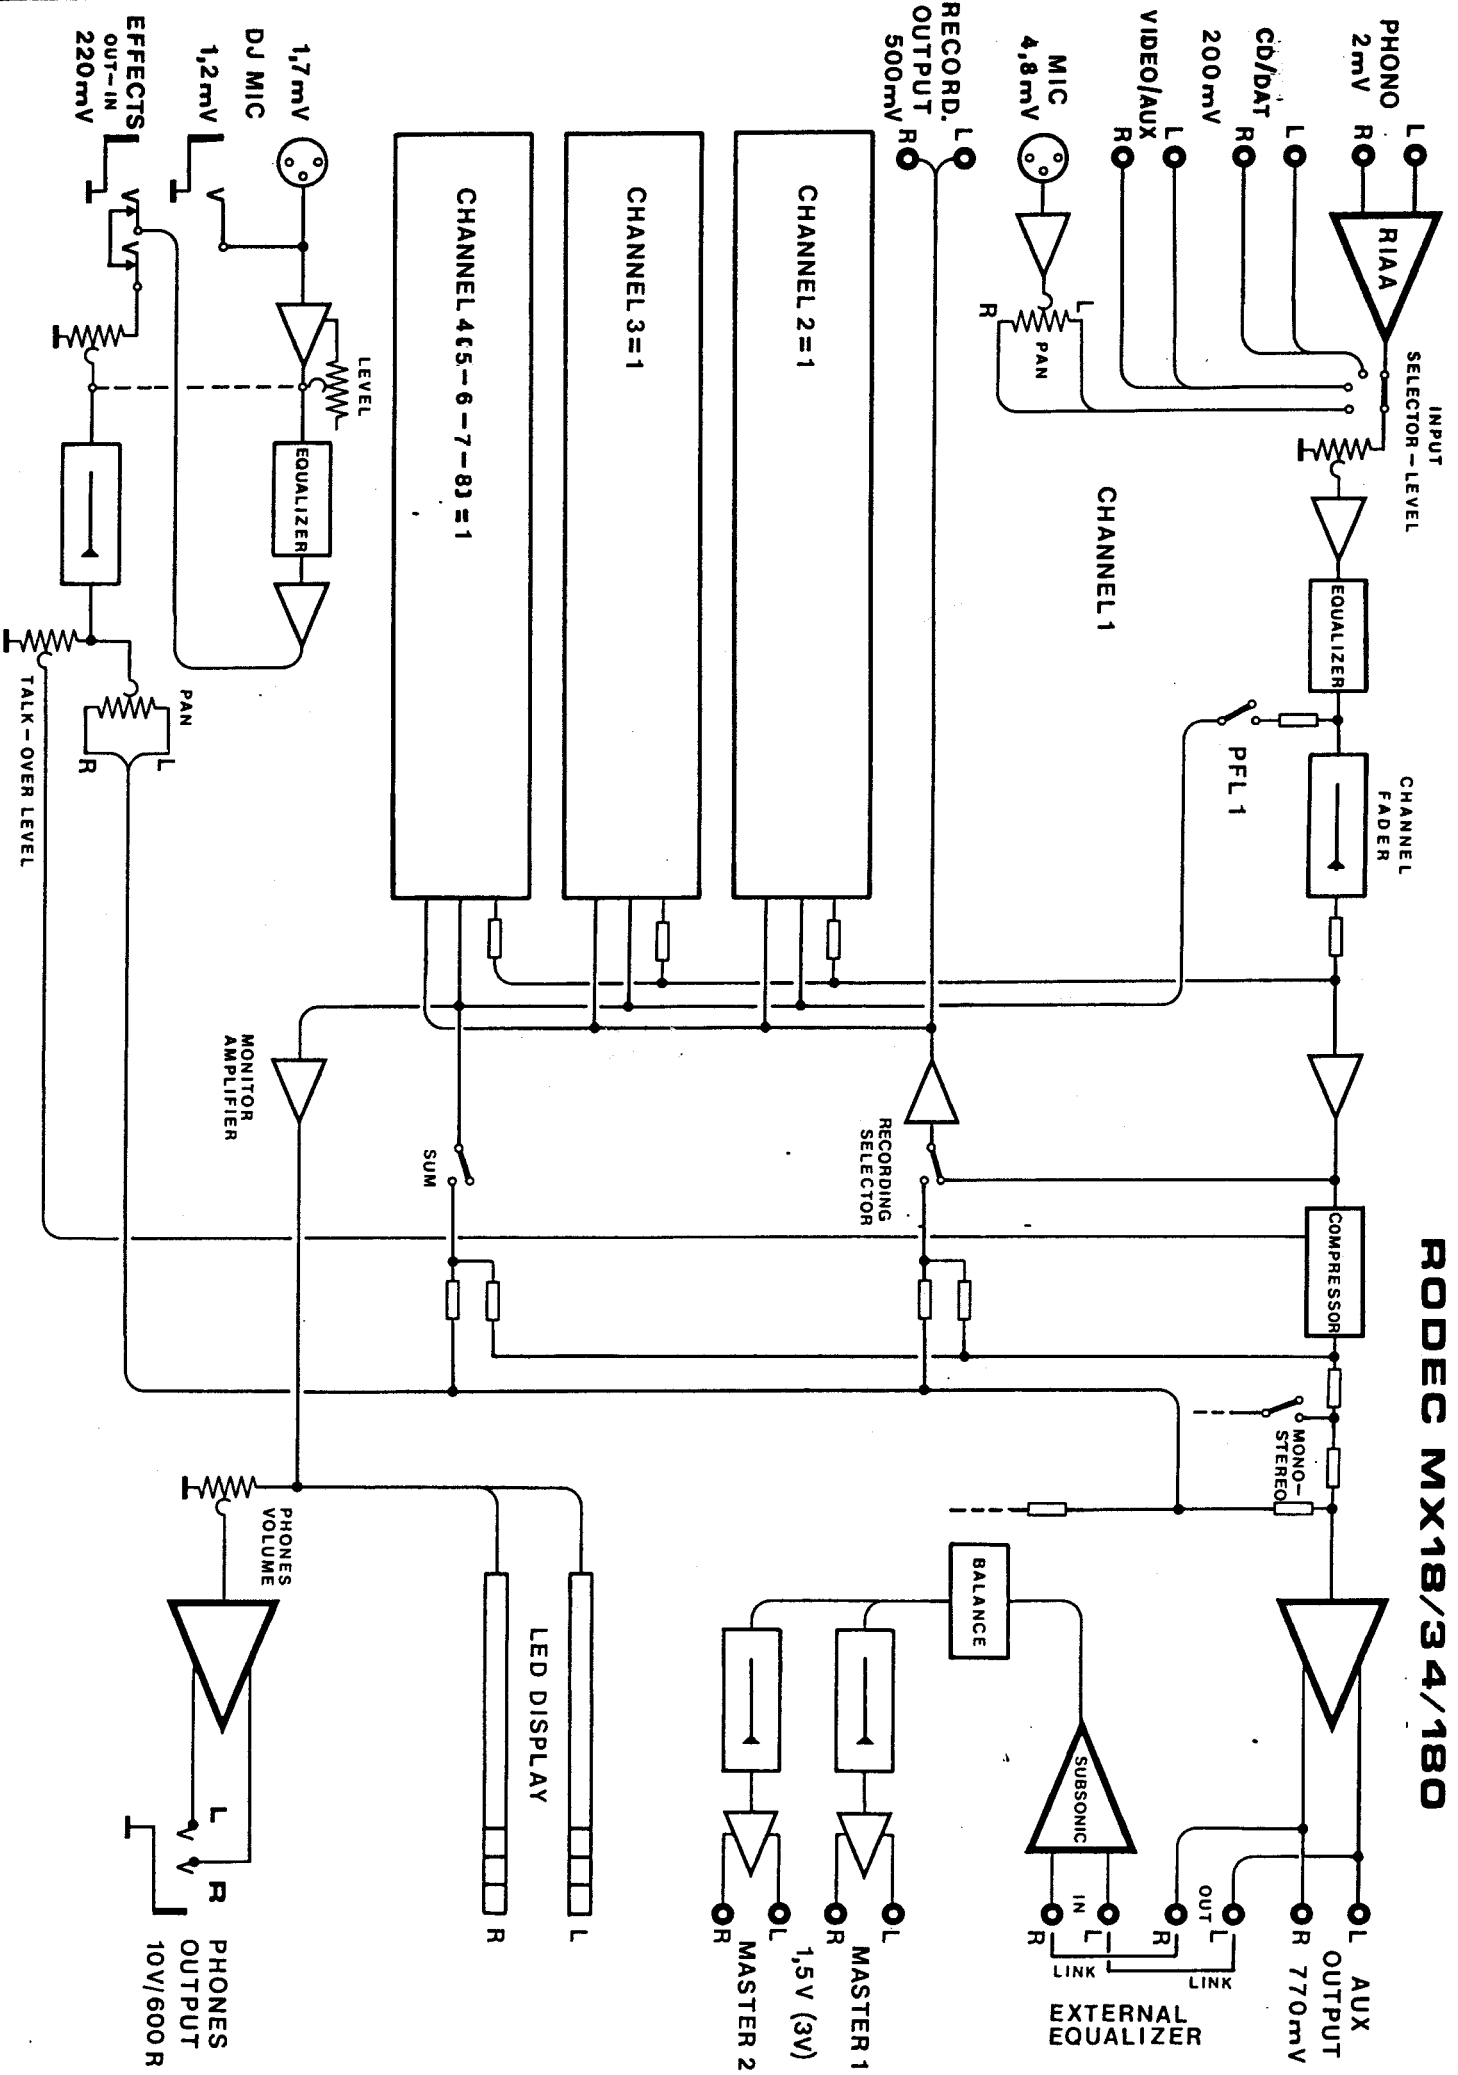 RODEC MX18/34/180
PHONO
2mV
L
R
CD/DAT
200mV
L
R
VIDEO/AUX
L
R
MIC
4,8mV
RECORD.
OUTPUT
500mV
L
R
RIAA
INPUT
SELECTOR-LEVEL
L
R
PAN
CHANNEL 1
EQUALIZER
PFL 1
CHANNEL
FADER
COMPRESSOR
MONO-
STEREO
RECORDING
SELECTOR
AUX
OUTPUT
770mV
L
R
OUT
L
R
IN
L
R
LINK
LINK
EXTERNAL
EQUALIZER
SUBSONIC
BALANCE
MASTER 1
1,5V (3V)
MASTER 2
L
R
L
R
CHANNEL 2=1
CHANNEL 3=1
CHANNEL 4(5-6-7-8)=1
SUM
LED DISPLAY
L
R
1,7mV
DJ MIC
1,2mV
LEVEL
EQUALIZER
EFFECTS
OUT-IN
220mV
PAN
L
R
TALK-OVER LEVEL
MONITOR
AMPLIFIER
PHONES
VOLUME
L
R
PHONES
OUTPUT
10V/600R